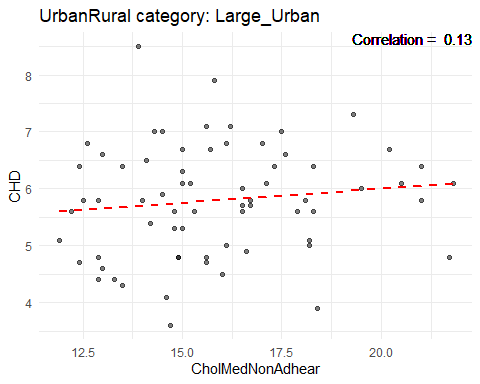 UrbanRural category: Large_Urban
Correlation = 0.13
8
7
6
5
4
CHD
12.5 15.0 17.5 20.0
CholMedNonAdhear